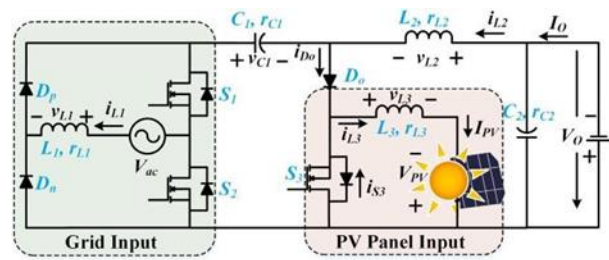 C1, rC1
+ vC1 −
iDo
L2, rL2
iL2
IO
− vL2 +
Do
Dp
S1
vL1
− +
iL1
L1, rL1
Vac
Dn
S2
vL3
+ −
iL3
L3, rL3
IPV
C2, rC2
−
VO
+
S3
iS3
−
VPV
+
Grid Input
PV Panel Input